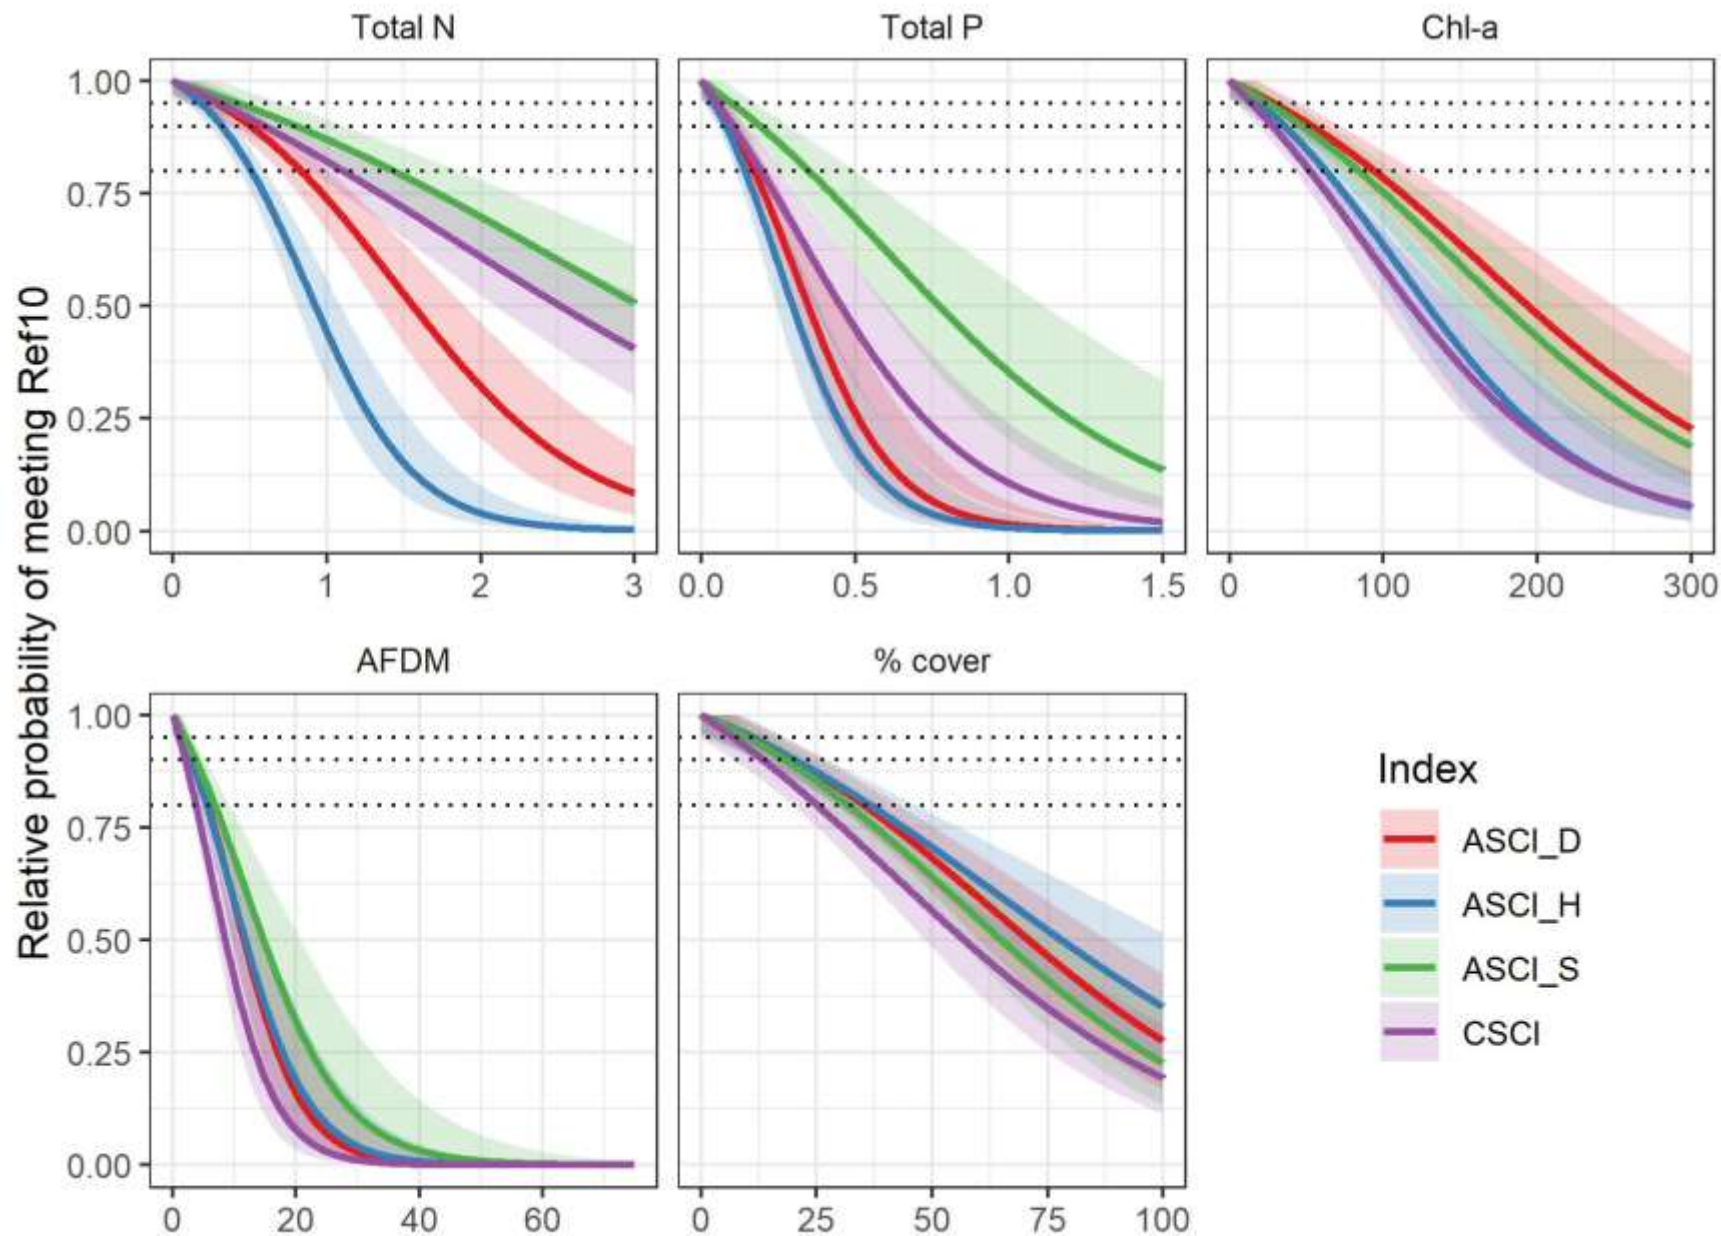 Total N Total P Chl-a
Relative probability of meeting Ref10
1.00
0.75
0.50
0.25
0.00
0 1 2 3 0.0 0.5 1.0 1.5 0 100 200 300
AFDM % cover
1.00
0.75
0.50
0.25
0.00
0 20 40 60 0 25 50 75 100
Index
ASCI_D
ASCI_H
ASCI_S
CSCI